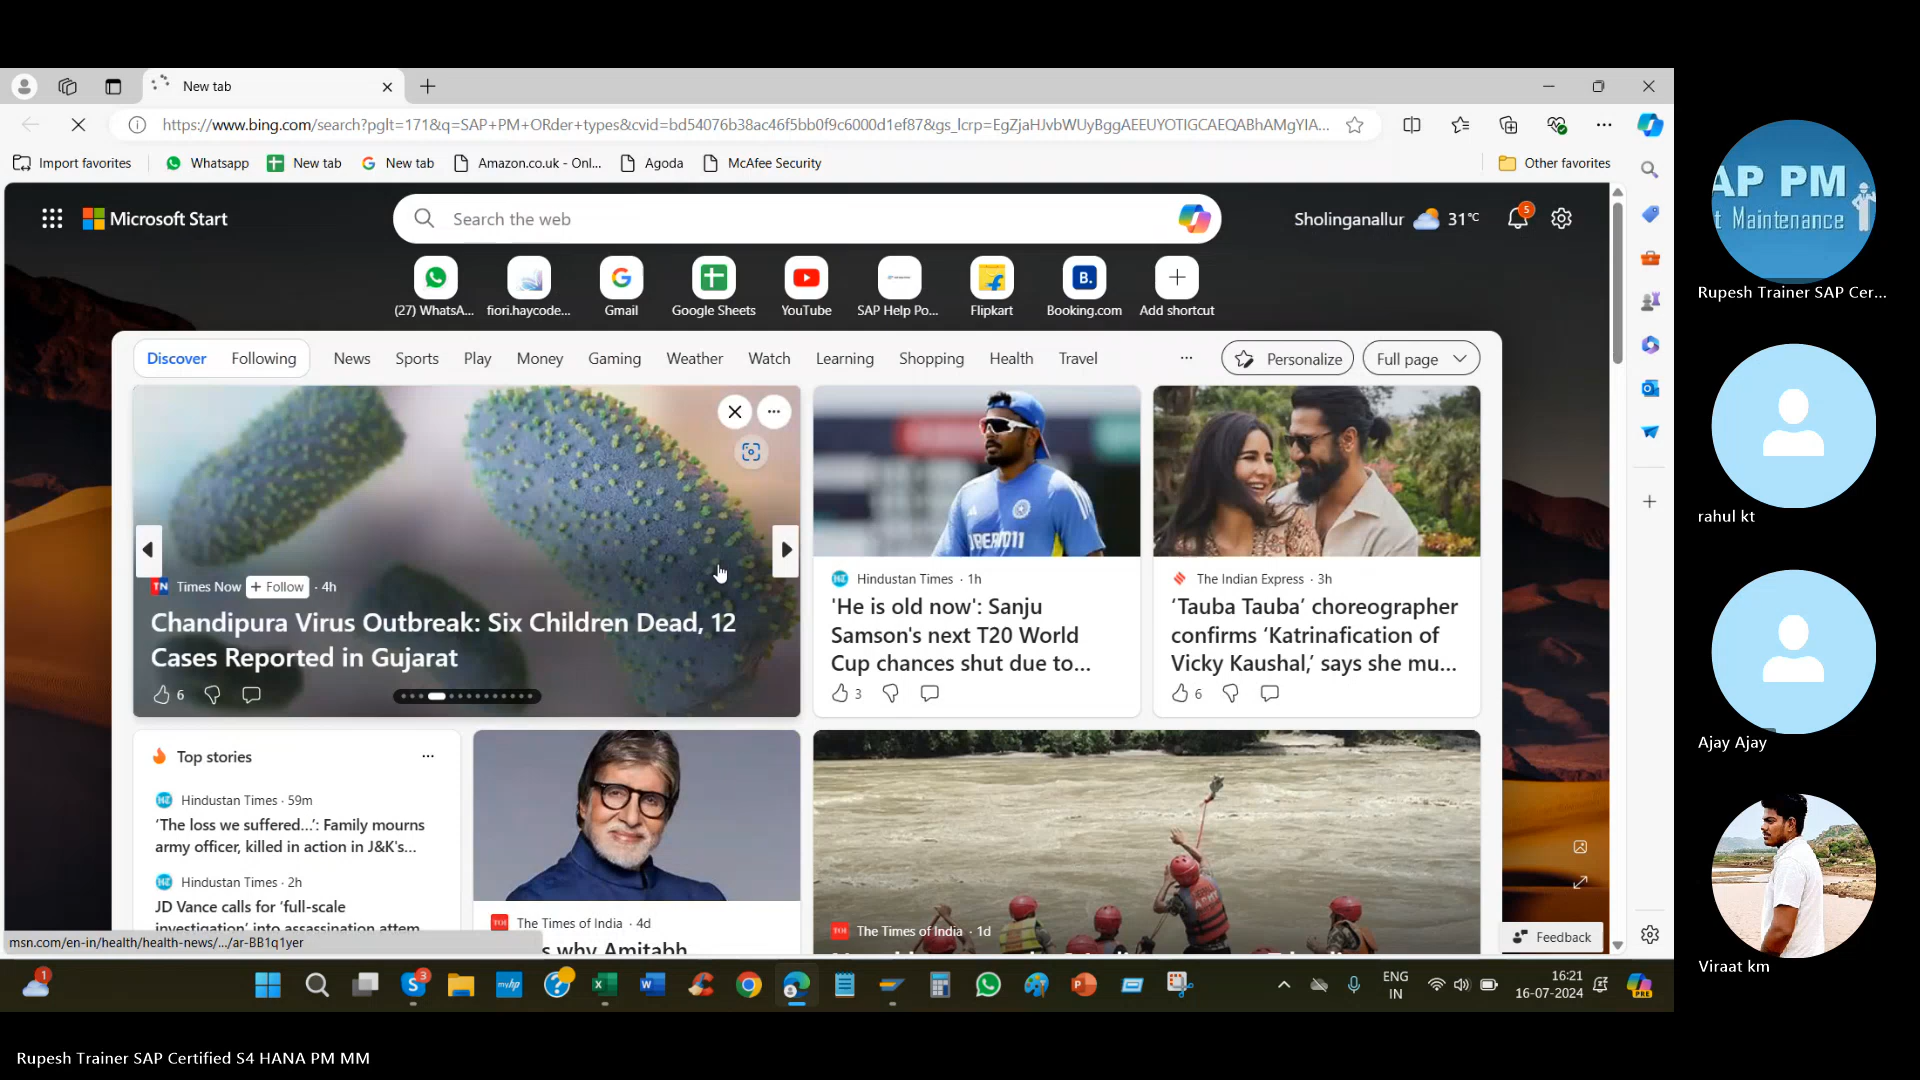 New tab
https://www.bing.com/search?pglt=171&q=SAP+PM+ORder+types&cvid=bd54076b38ac46f5bb0f9c6000d1ef87&gs_lcrp=EgZjaHJvbWUyBggAEEUYOTIGCAEQABhAMgYIA...
Import favorites
Whatsapp
New tab
New tab
Amazon.co.uk - Onl...
Agoda
McAfee Security
Other favorites
Microsoft Start
Search the web
Sholinganallur
31°C
5
(27) WhatsA...
fiori.haycode...
Gmail
Google Sheets
YouTube
SAP Help Po...
Flipkart
Booking.com
Add shortcut
Discover
Following
News
Sports
Play
Money
Gaming
Weather
Watch
Learning
Shopping
Health
Travel
Personalize
Full page
TN Times Now + Follow · 4h
Chandipura Virus Outbreak: Six Children Dead, 12
Cases Reported in Gujarat
6
Hindustan Times · 1h
'He is old now': Sanju
Samson's next T20 World
Cup chances shut due to...
3
The Indian Express · 3h
‘Tauba Tauba’ choreographer
confirms ‘Katrinafication of
Vicky Kaushal,’ says she mu...
6
Top stories
Hindustan Times · 59m
‘The loss we suffered...’: Family mourns
army officer, killed in action in J&K's...
Hindustan Times · 2h
JD Vance calls for ‘full-scale
investigation’ into assassination attem
The Times of India · 4d
s why Amitabh
The Times of India · 1d
Feedback
msn.com/en-in/health/health-news/.../ar-BB1q1yer
ENG
IN
16:21
16-07-2024
AP PM
t Maintenance
Rupesh Trainer SAP Cer...
rahul kt
Ajay Ajay
Viraat km
Rupesh Trainer SAP Certified S4 HANA PM MM